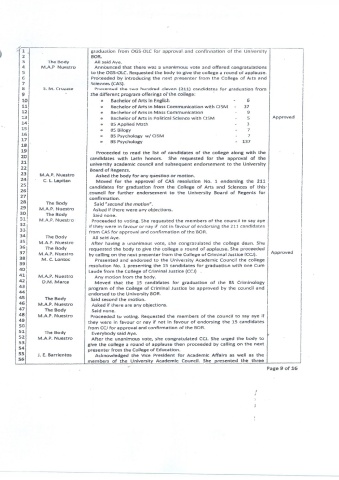 1 graduation from OGS-OLC for approval and confirmation of the University
2 BOR.
3 The Body All said Aye.
4 M.A.P. Nuestro Announced that there was a unanimous vote and offered congratulations
5 to the OGS-OLC. Requested the body to give the college a round of applause.
6 Proceeded by introducing the next presenter from the College of Arts and
7 Sciences (CAS).
8 Presented the two hundred eleven (211) candidates for graduation from
9 the different program offerings of the college:
10 • Bachelor of Arts in English - 6
11 • Bachelor of Arts in Mass Communication with CISM - 37
12 • Bachelor of Arts in Mass Communication - 9
13 • Bachelor of Arts in Political Science with CISM - 5 Approved
14 • BS Applied Math - 3
15 • BS Biology - 7
16 • BS Psychology w/ CISM - 7
17 • BS Psychology - 137
18
19 Proceeded to read the list of candidates of the college along with the
20 candidates with Latin honors. She requested for the approval of the
21 university academic council and subsequent endorsement to the University
22 Board of Regents.
23 M.A.P. Nuestro Asked the body for any question or motion.
24 C. L. Moved for the approval of CAS resolution No. 1 endorsing the 211
25 candidates for graduation from the College of Arts and Sciences of this
26 council for further endorsement to the University Board of Regents for
27 confirmation.
28 The Body Said "second the motion".
29 M.A.P. Nuestro Asked if there were any objections.
30 The Body Said none.
31 M.A.P. Nuestro Proceeded to voting. She requested the members of the council to say aye
32 if they were in favour or nay if not in favour of endorsing the 211 candidates
33 from CAS for approval and confirmation of the BOR.
34 The Body All said Aye.
35 M.A.P. Nuestro After hearing a unanimous vote, she congratulated the college dean. She
36 The Body requested the body to give the college a round of applause. She proceeded
37 M.A.P. Nuestro by calling on the next presenter from the College of Criminal Justice (CCJ). Approved
38 Presented and endorsed to the University Academic Council the college
39 resolution No. 1 presenting the 15 candidates for graduation with one Cum
40 Laude from the College of Criminal Justice (CCJ)
41 M.A.P. Nuestro Any motion from the body.
42 D.M. Moved that the 15 candidates for graduation of the BS Criminology
43 program of the College of Criminal Justice be approved by the council and
44 endorsed to the University BOR.
45 The Body Said second the motion.
46 M.A.P. Nuestro Asked if there are any objections.
47 The Body Said none.
48 M.A.P. Nuestro Proceeded to voting. Requested the members of the council to say aye if
49 they were in favour or nay if not in favour of endorsing the 15 candidates
50 from CCJ for approval and confirmation of the BOR.
51 The Body Everybody said Aye.
52 M.A.P. Nuestro After the unanimous vote, she congratulated CCJ. She urged the body to
53 give the college a round of applause then proceeded by calling on the next
54 presenter from the College of Education.
55 J. E. Barrientos Acknowledged the Vice President for Academic Affairs as well as the
56 members of the University Academic Council. She presented the three
Page 8 of 16